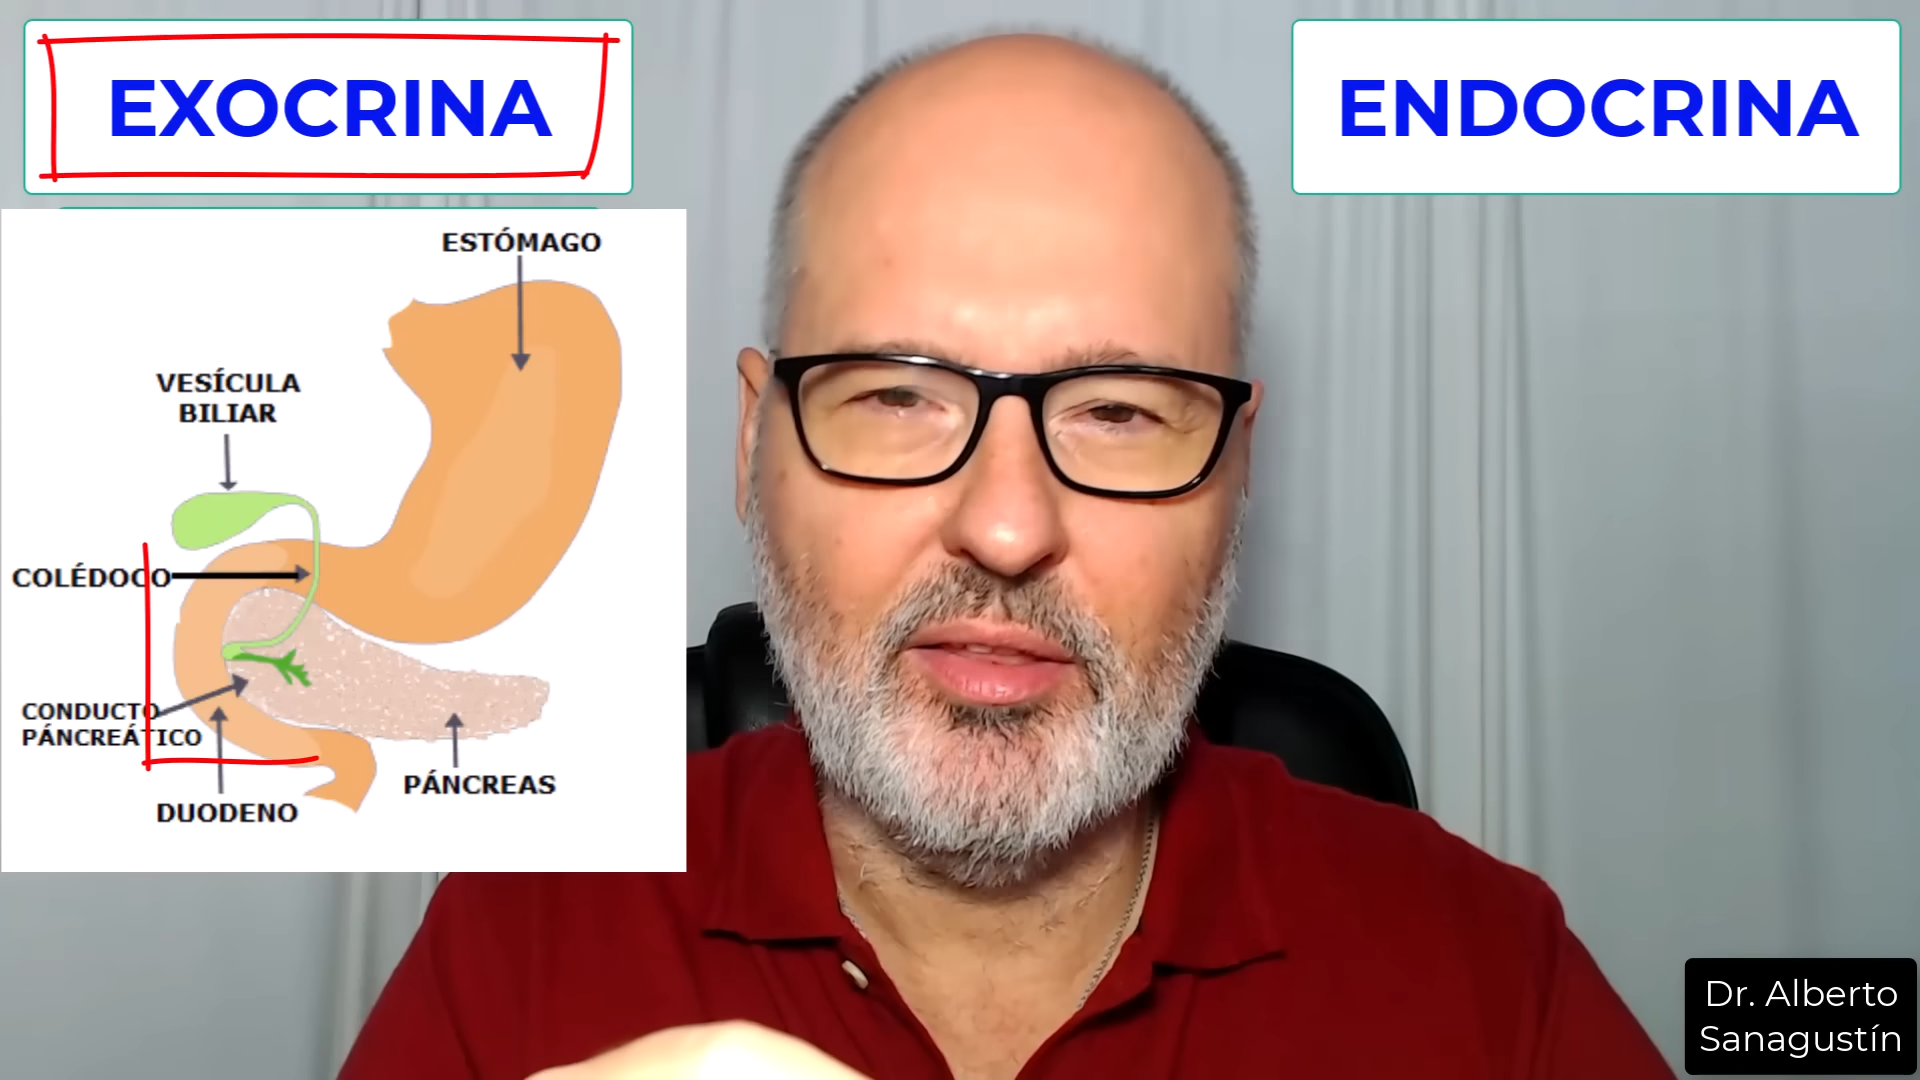 EXOCRINA
ENDOCRINA
ESTÓMAGO
VESÍCULA
BILIAR
COLÉDOCO
CONDUCTO
PÁNCREÁTICO
PÁNCREAS
DUODENO
Dr. Alberto
Sanagustín